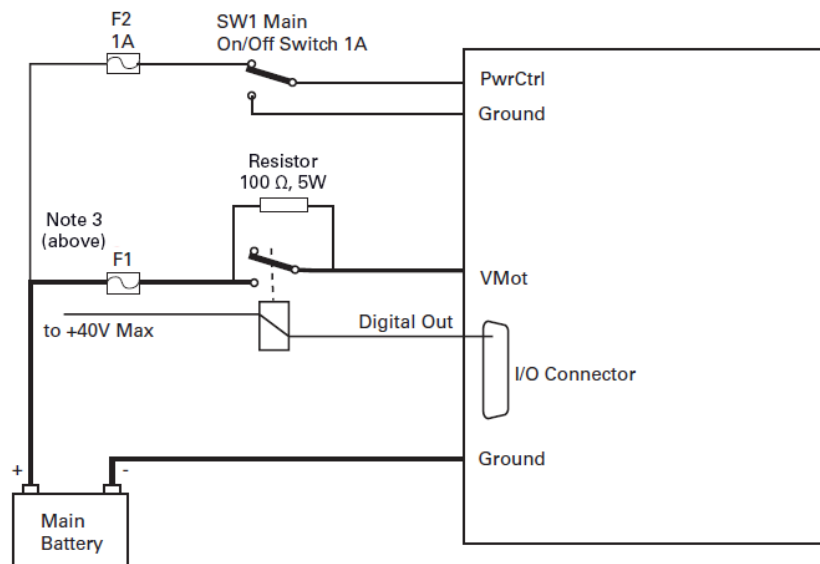 F2
1A
SW1 Main
On/Off Switch 1A
PwrCtrl
Ground
Resistor
100 Ω, 5W
Note 3
(above)
F1
VMot
to +40V Max
Digital Out
I/O Connector
Ground
+
-
Main
Battery